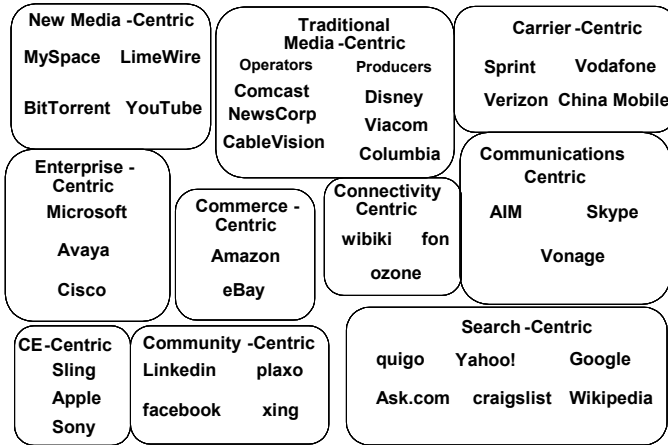 New Media -Centric
MySpace LimeWire
BitTorrent YouTube
Traditional
Media -Centric
Operators Producers
Comcast Disney
NewsCorp Viacom
CableVision Columbia
Carrier -Centric
Sprint Vodafone
Verizon China Mobile
Enterprise -
Centric
Microsoft
Avaya
Cisco
Commerce -
Centric
Amazon
eBay
Connectivity
Centric
wibiki fon
ozone
Communications
Centric
AIM Skype
Vonage
CE-Centric
Sling
Apple
Sony
Community -Centric
Linkedin plaxo
facebook xing
Search -Centric
quigo Yahoo! Google
Ask.com craigslist Wikipedia